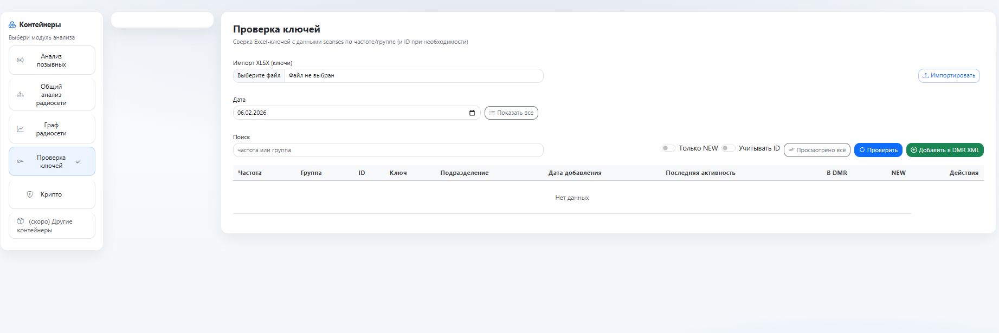 Контейнеры
Выбери модуль анализа
Анализ
позывных
Общий
анализ
радиосети
Граф
радиосети
Проверка
ключей
Крипто
(скоро) Другие
контейнеры
Проверка ключей
Сверка Excel-ключей с данными seanses по частоте/группе (и ID при необходимости)
Импорт XLSX (ключи)
Выберите файл Файл не выбран
Импортировать
Дата
06.02.2026
Показать все
Поиск
частота или группа
Только NEW Учитывать ID Просмотрено всё Проверить Добавить в DMR XML
Частота Группа ID Ключ Подразделение Дата добавления Последняя активность В DMR NEW Действия
Нет данных